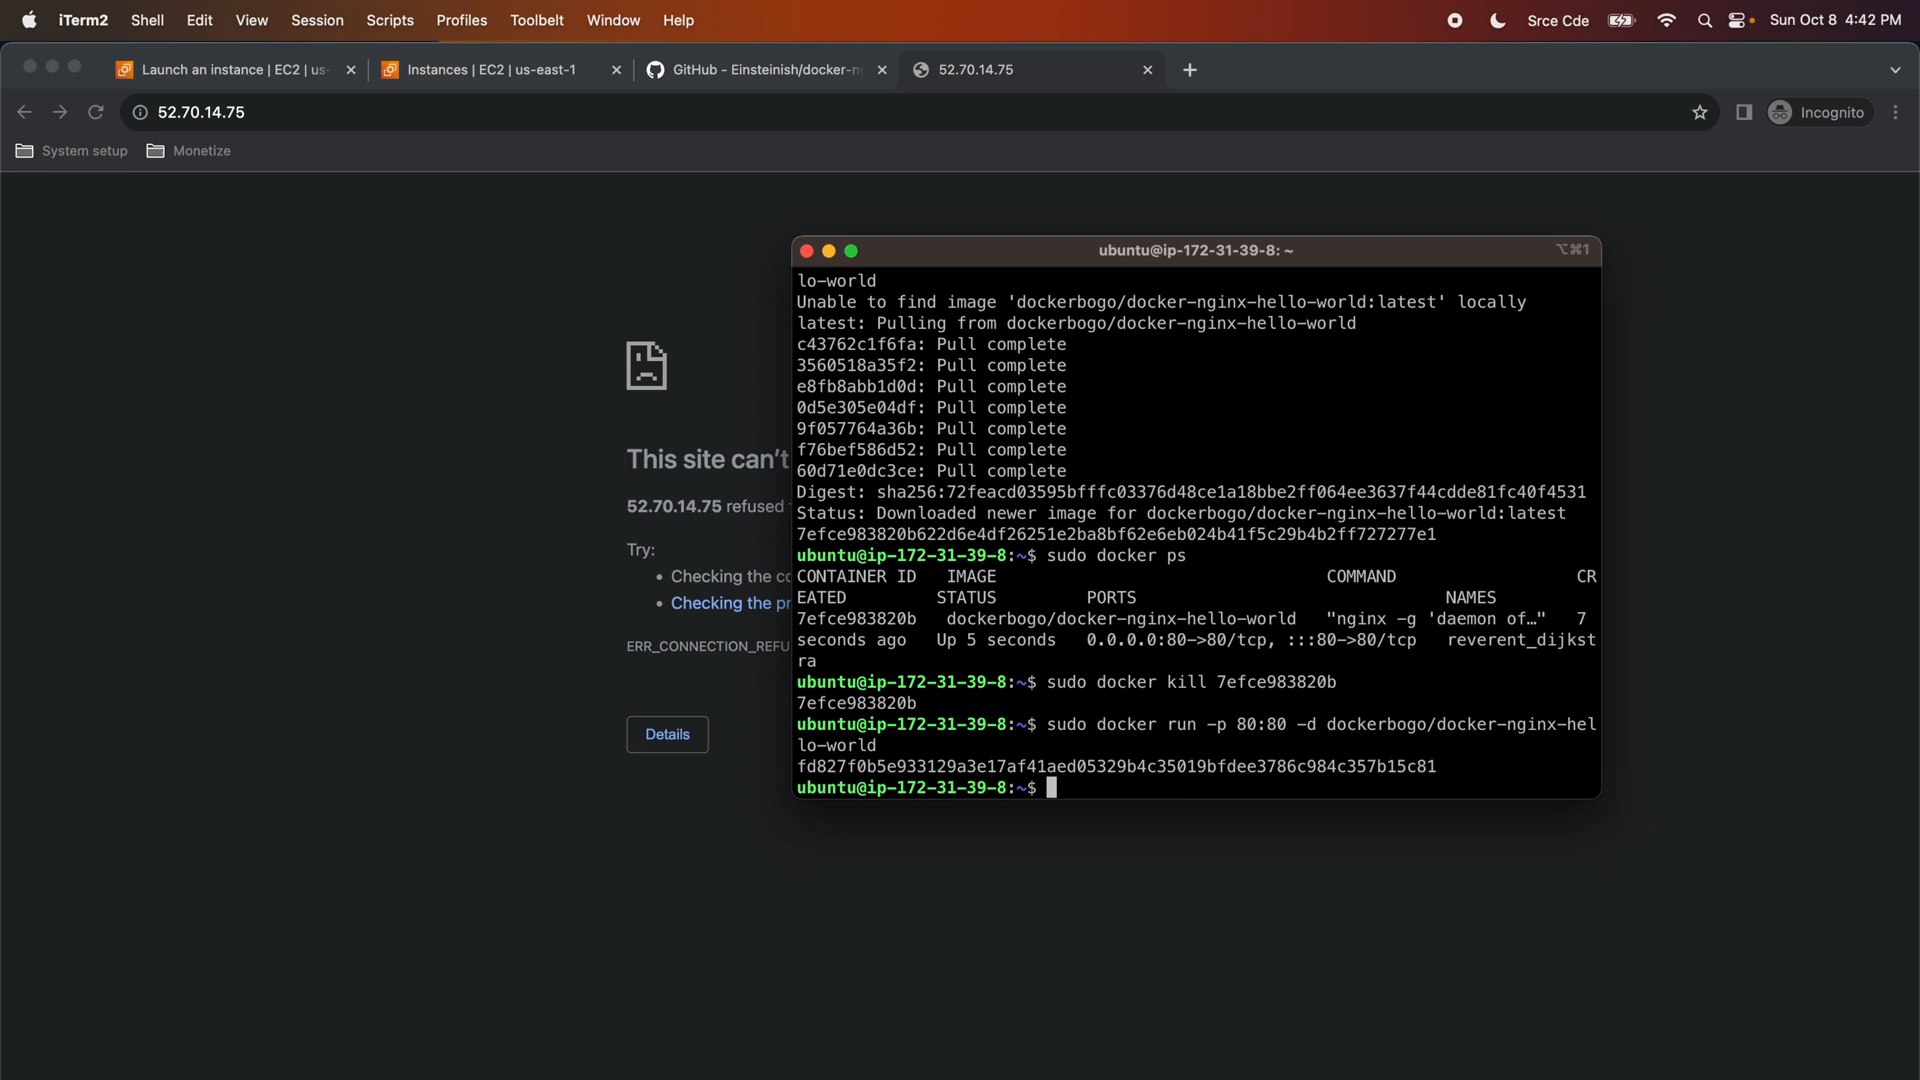 iTerm2 Shell Edit View Session Scripts Profiles Toolbelt Window Help Srce Cde Sun Oct 8 4:42 PM
Launch an instance | EC2 | us- Instances | EC2 | us-east-1 GitHub - Einsteinish/docker-n 52.70.14.75
52.70.14.75 Incognito
System setup Monetize
ubuntu@ip-172-31-39-8: ~ ⌥⌘1
lo-world
Unable to find image 'dockerbogo/docker-nginx-hello-world:latest' locally
latest: Pulling from dockerbogo/docker-nginx-hello-world
c43762c1f6fa: Pull complete
3560518a35f2: Pull complete
e8fb8abb1d0d: Pull complete
0d5e305e04df: Pull complete
9f057764a36b: Pull complete
f76bef586d52: Pull complete
60d71e0dc3ce: Pull complete
Digest: sha256:72feacd03595bfffc03376d48ce1a18bbe2ff064ee3637f44cdde81fc40f4531
Status: Downloaded newer image for dockerbogo/docker-nginx-hello-world:latest
7efce983820b622d6e4df26251e2ba8bf62e6eb024b41f5c29b4b2ff727277e1
ubuntu@ip-172-31-39-8:~$ sudo docker ps
CONTAINER ID IMAGE COMMAND CR
EATED STATUS PORTS NAMES
7efce983820b dockerbogo/docker-nginx-hello-world "nginx -g 'daemon of…" 7
seconds ago Up 5 seconds 0.0.0.0:80->80/tcp, :::80->80/tcp reverent_dijkst
ra
ubuntu@ip-172-31-39-8:~$ sudo docker kill 7efce983820b
7efce983820b
ubuntu@ip-172-31-39-8:~$ sudo docker run -p 80:80 -d dockerbogo/docker-nginx-hel
lo-world
fd827f0b5e933129a3e17af41aed05329b4c35019bfdee3786c984c357b15c81
ubuntu@ip-172-31-39-8:~$
This site can't
52.70.14.75 refused
Try:
• Checking the co
• Checking the pr
ERR_CONNECTION_REFU
Details